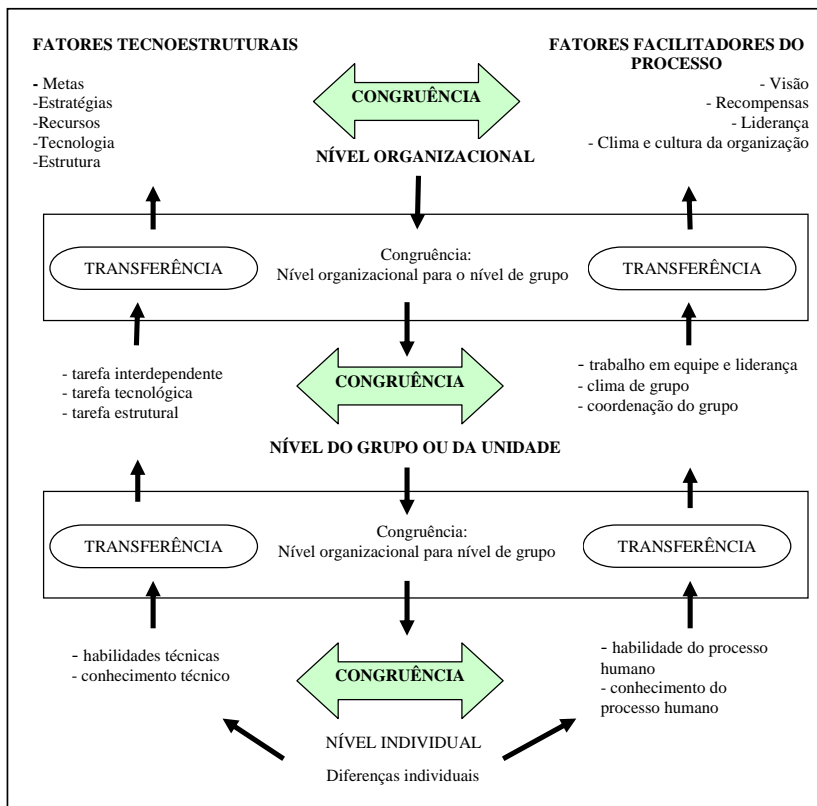 FATORES TECNOESTRUTURAIS
- Metas
-Estratégias
-Recursos
-Tecnologia
-Estrutura
CONGRUÊNCIA
NÍVEL ORGANIZACIONAL
FATORES FACILITADORES DO
PROCESSO
- Visão
- Recompensas
- Liderança
- Clima e cultura da organização
TRANSFERÊNCIA
Congruência:
Nível organizacional para o nível de grupo
TRANSFERÊNCIA
- tarefa interdependente
- tarefa tecnológica
- tarefa estrutural
CONGRUÊNCIA
- trabalho em equipe e liderança
- clima de grupo
- coordenação do grupo
NÍVEL DO GRUPO OU DA UNIDADE
TRANSFERÊNCIA
Congruência:
Nível organizacional para nível de grupo
TRANSFERÊNCIA
- habilidades técnicas
- conhecimento técnico
CONGRUÊNCIA
- habilidade do processo
humano
- conhecimento do
processo humano
NÍVEL INDIVIDUAL
Diferenças individuais